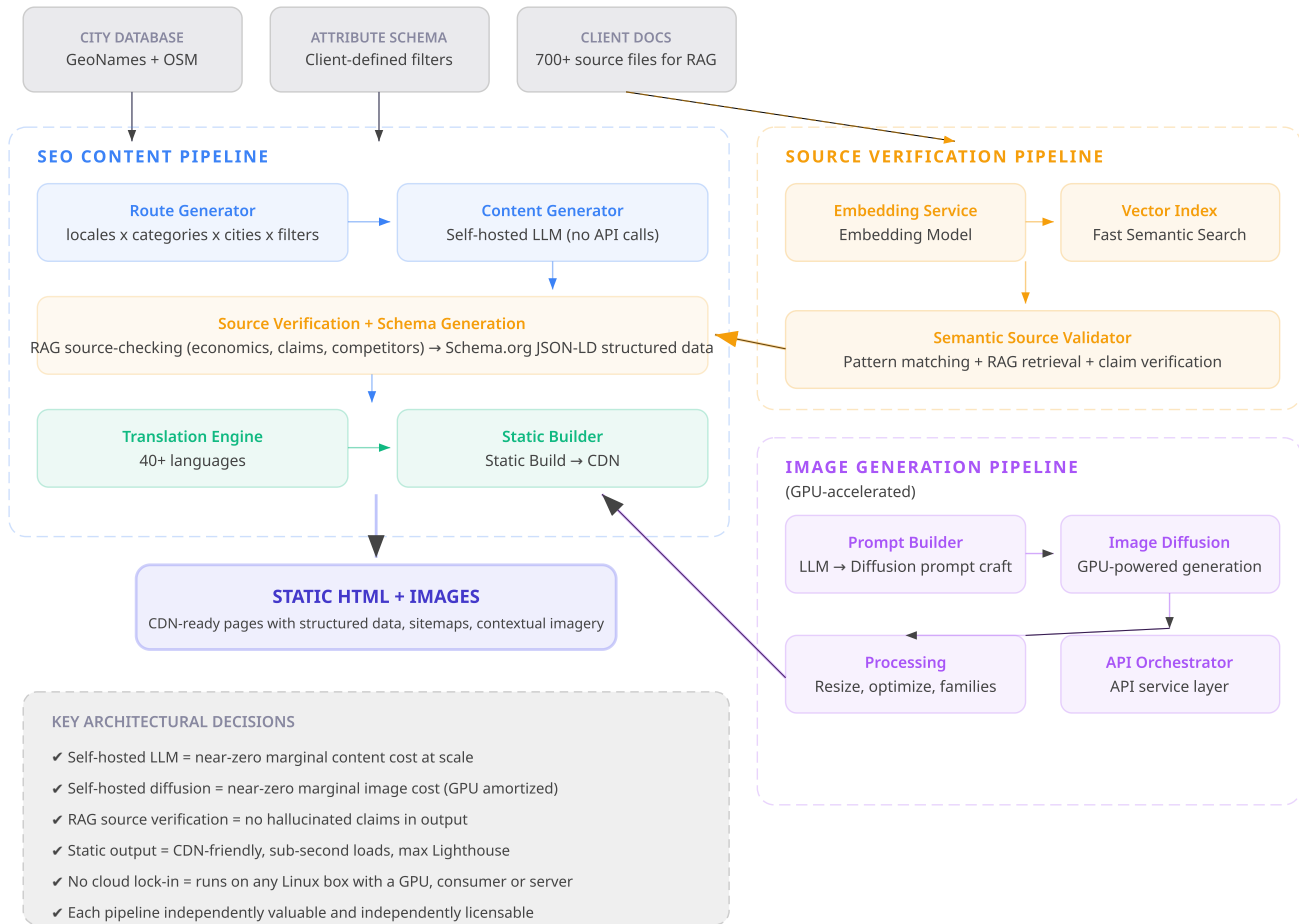 CITY DATABASE
GeoNames + OSM
ATTRIBUTE SCHEMA
Client-defined filters
CLIENT DOCS
700+ source files for RAG
SEO CONTENT PIPELINE
Route Generator
locales x categories x cities x filters
Content Generator
Self-hosted LLM (no API calls)
Source Verification + Schema Generation
RAG source-checking (economics, claims, competitors) → Schema.org JSON-LD structured data
Translation Engine
40+ languages
Static Builder
Static Build → CDN
SOURCE VERIFICATION PIPELINE
Embedding Service
Embedding Model
Vector Index
Fast Semantic Search
Semantic Source Validator
Pattern matching + RAG retrieval + claim verification
IMAGE GENERATION PIPELINE
(GPU-accelerated)
Prompt Builder
LLM → Diffusion prompt craft
Image Diffusion
GPU-powered generation
Processing
Resize, optimize, families
API Orchestrator
API service layer
STATIC HTML + IMAGES
CDN-ready pages with structured data, sitemaps, contextual imagery
KEY ARCHITECTURAL DECISIONS
✔ Self-hosted LLM = near-zero marginal content cost at scale
✔ Self-hosted diffusion = near-zero marginal image cost (GPU amortized)
✔ RAG source verification = no hallucinated claims in output
✔ Static output = CDN-friendly, sub-second loads, max Lighthouse
✔ No cloud lock-in = runs on any Linux box with a GPU, consumer or server
✔ Each pipeline independently valuable and independently licensable